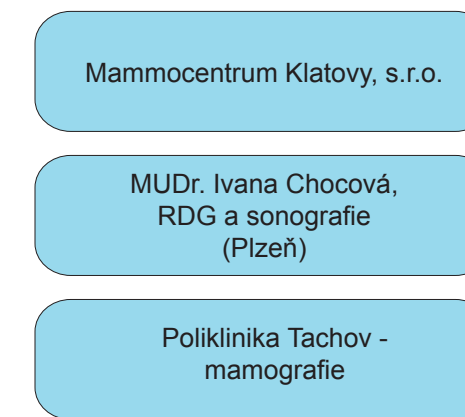 Mammocentrum Klatovy, s.r.o.
MUDr. Ivana Chocová,
RDG a sonografie
(Plzeň)
Poliklinika Tachov -
mamografie